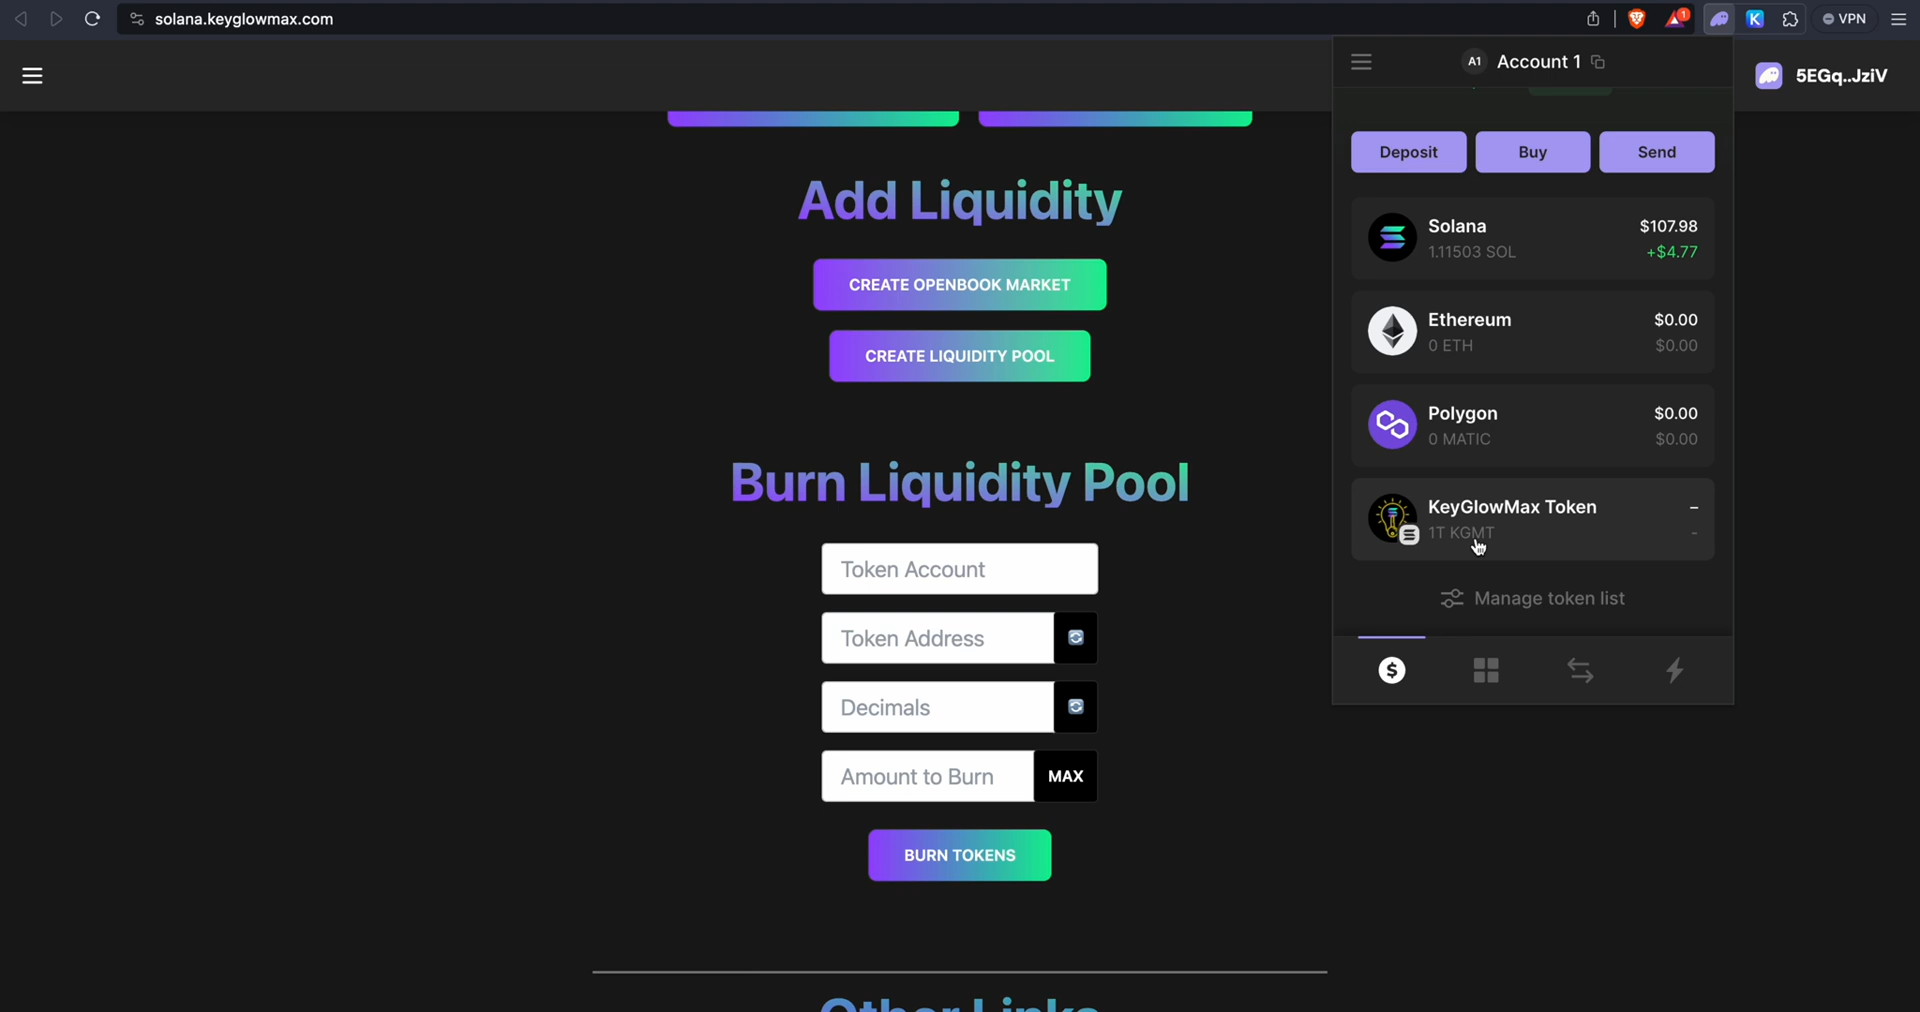 solana.keyglowmax.com
1
K
VPN
A1 Account 1
5EGq..JziV
Add Liquidity
CREATE OPENBOOK MARKET
CREATE LIQUIDITY POOL
Burn Liquidity Pool
Token Account
Token Address
Decimals
Amount to Burn
MAX
BURN TOKENS
Other Links
Deposit
Buy
Send
Solana $107.98
1.11503 SOL +$4.77
Ethereum $0.00
0 ETH $0.00
Polygon $0.00
0 MATIC $0.00
KeyGlowMax Token –
1T KGMT -
Manage token list